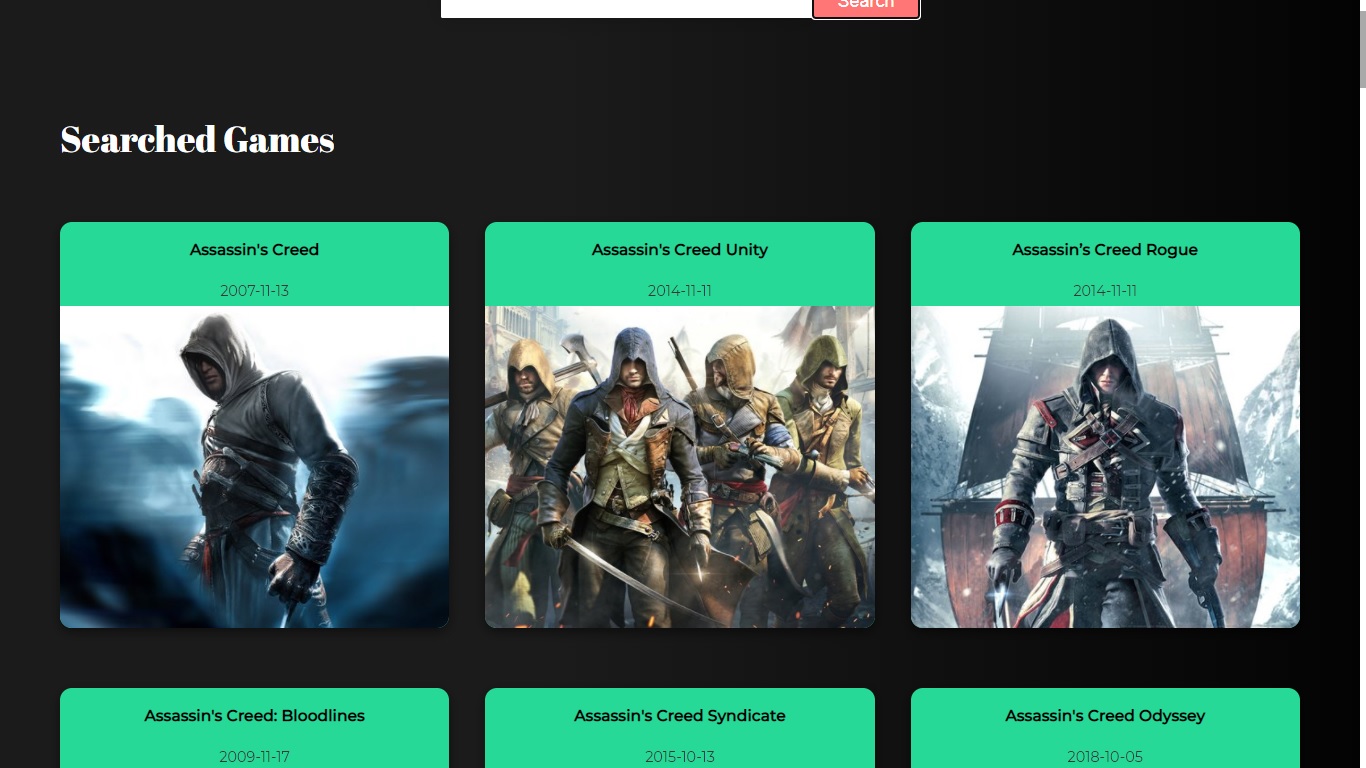 Search
Searched Games
Assassin's Creed
2007-11-13
Assassin's Creed Unity
2014-11-11
Assassin’s Creed Rogue
2014-11-11
Assassin's Creed: Bloodlines
2009-11-17
Assassin's Creed Syndicate
2015-10-13
Assassin's Creed Odyssey
2018-10-05